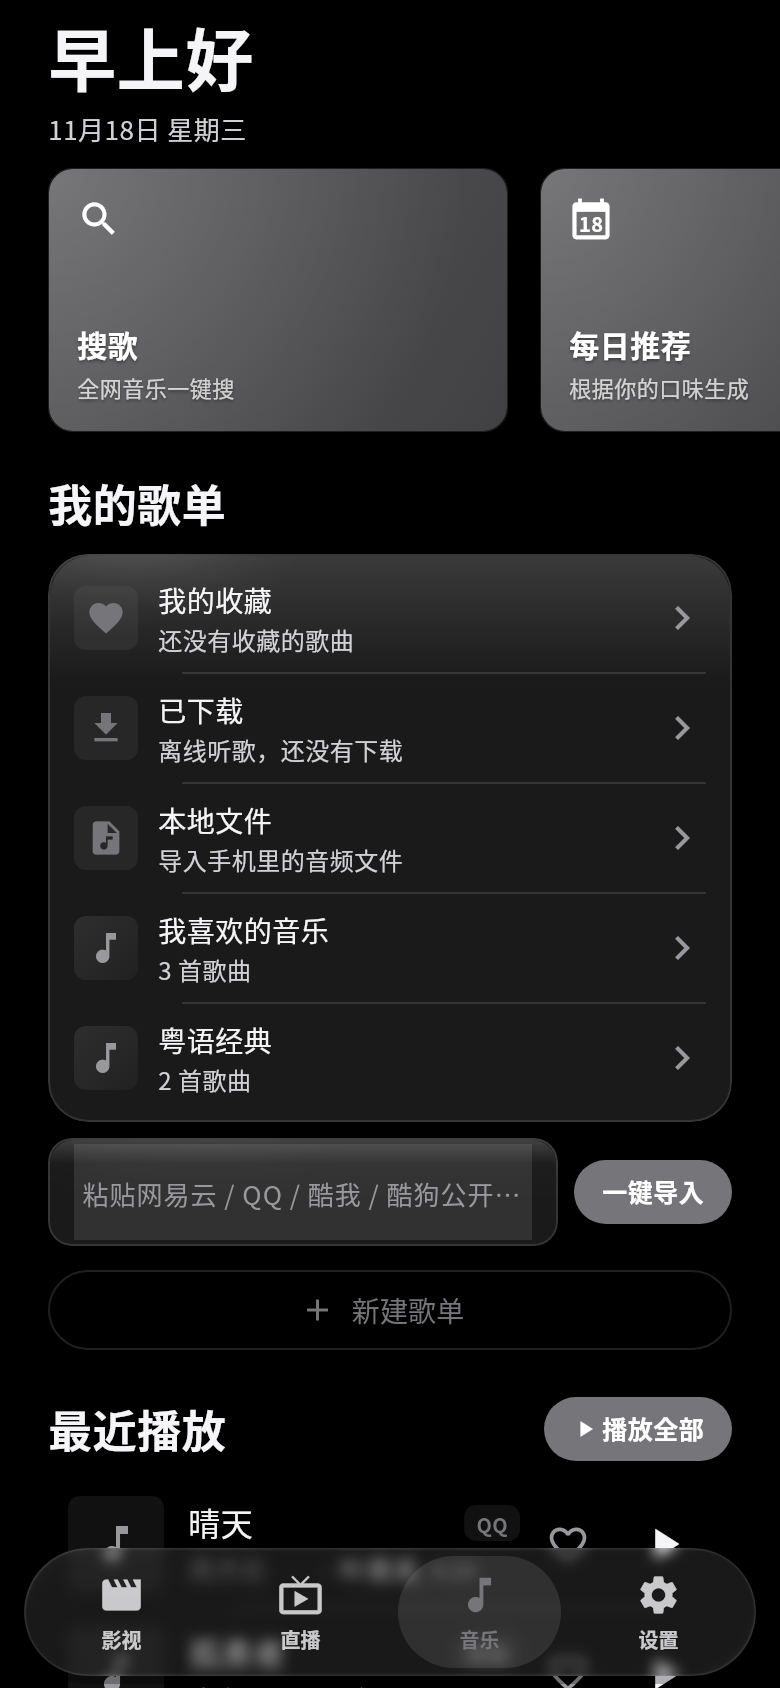 早上好
11月18日 星期三
18
搜歌
全网音乐一键搜
每日推荐
根据你的口味生成
我的歌单
我的收藏
还没有收藏的歌曲
已下载
离线听歌，还没有下载
本地文件
导入手机里的音频文件
我喜欢的音乐
3 首歌曲
粤语经典
2 首歌曲
粘贴网易云 / QQ / 酷我 / 酷狗公开…
一键导入
新建歌单
最近播放
播放全部
晴天
QQ
影视
直播
音乐
设置